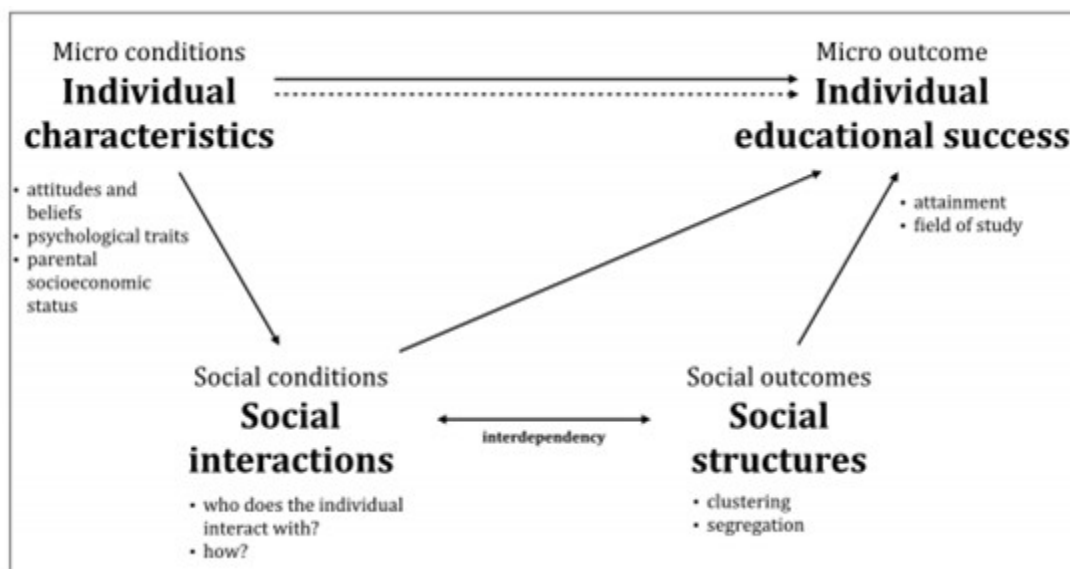 Micro conditions
Individual
characteristics
• attitudes and
beliefs
• psychological traits
• parental
socioeconomic
status
Micro outcome
Individual
educational success
• attainment
• field of study
Social conditions
Social
interactions
• who does the individual
interact with?
• how?
interdependency
Social outcomes
Social
structures
• clustering
• segregation